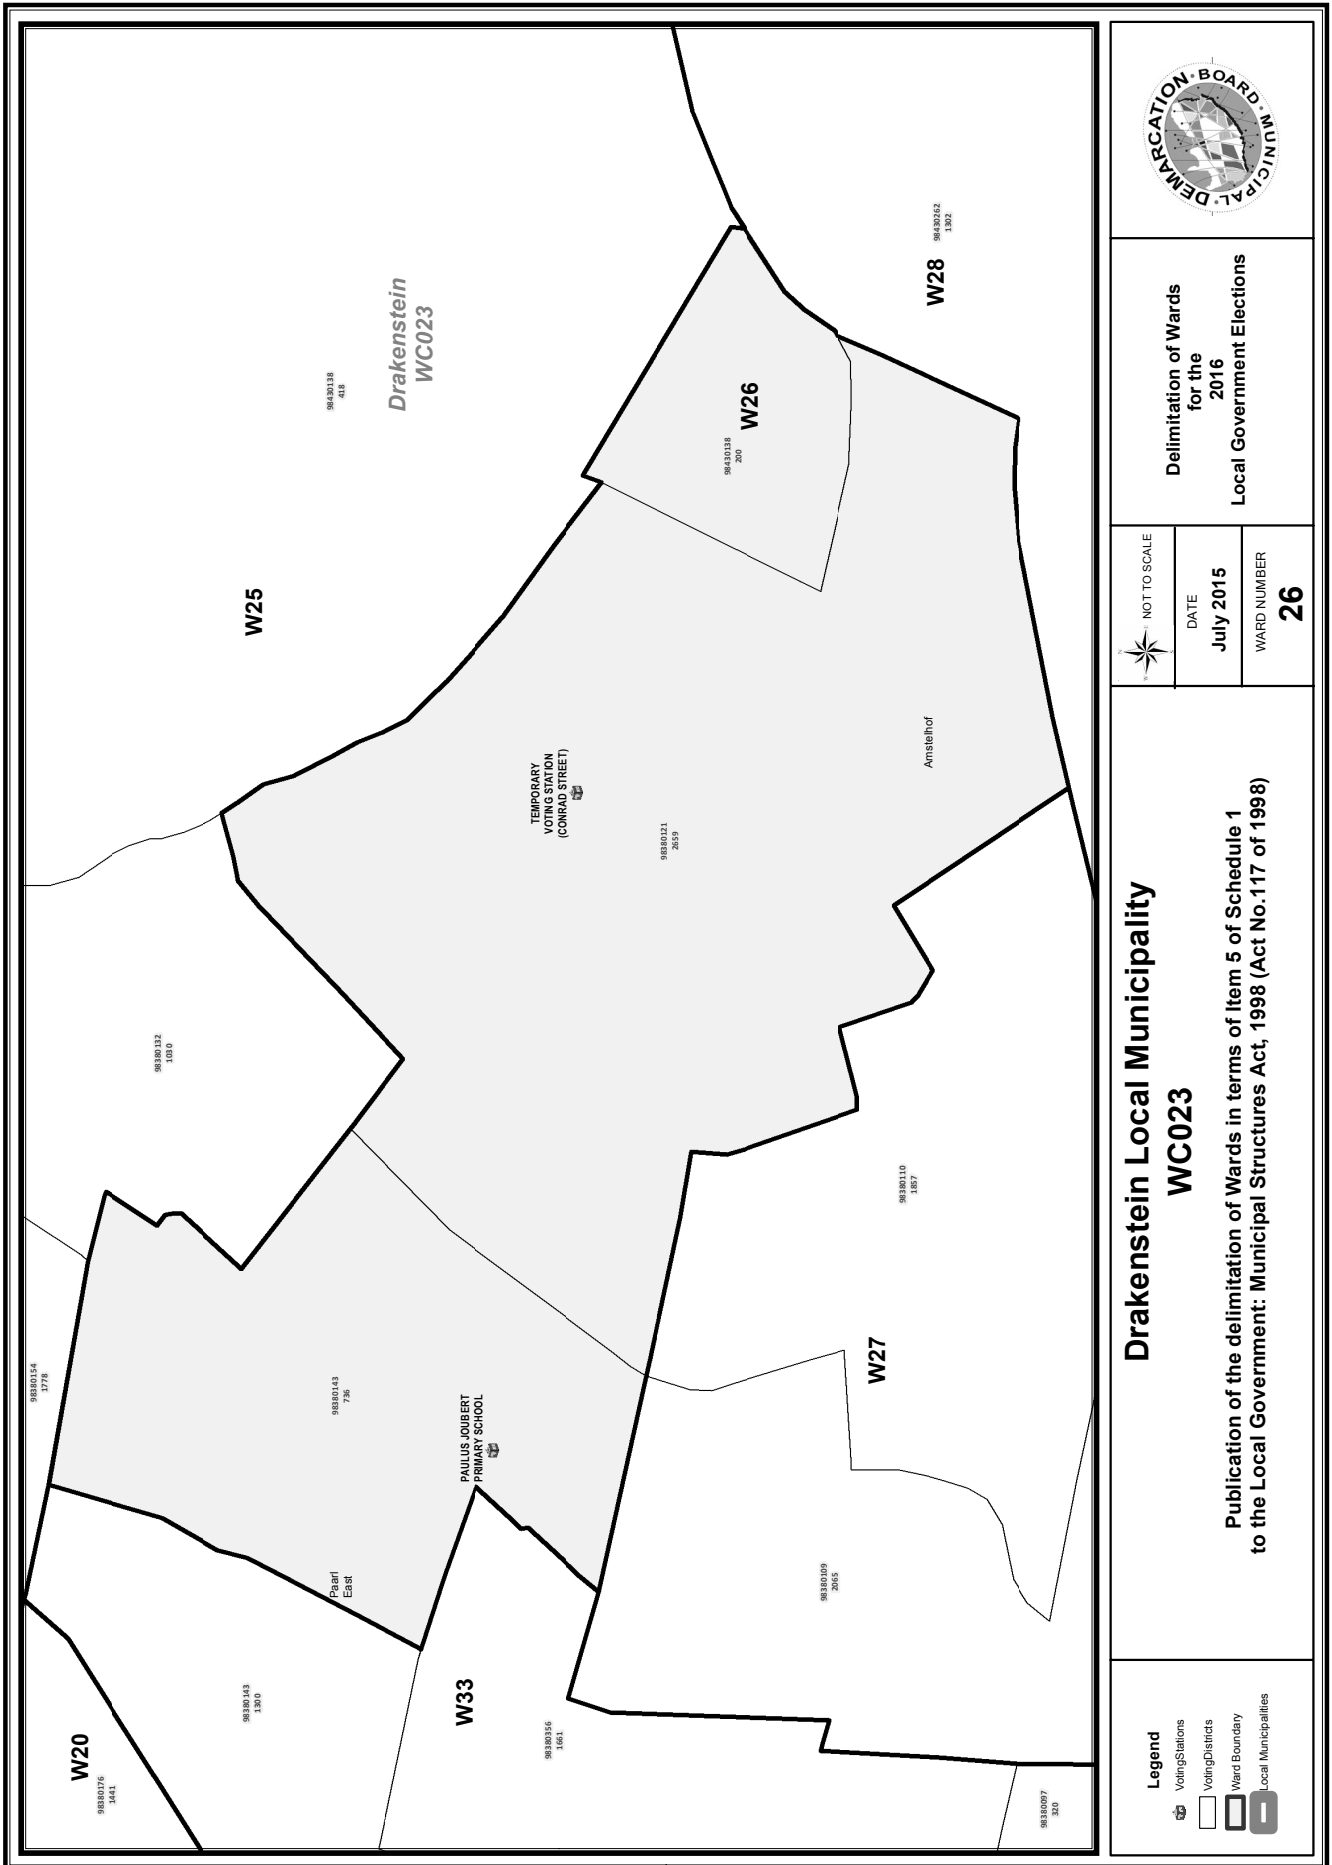 Drakenstein
WC023
W25
W26
W28
W27
W33
W20
98430138
418
98430262
1302
98430138
200
98380132
1030
98380121
2659
TEMPORARY
VOTING STATION
(CONRAD STREET)
Amstelhof
98380154
1778
98380143
736
PAULUS JOUBERT
PRIMARY SCHOOL
Paarl
East
98380110
1857
98380109
2065
98380143
1300
98380356
1661
98380176
1441
98380097
320
Legend
VotingStations
VotingDistricts
Ward Boundary
Local Municipalities
Drakenstein Local Municipality
WC023
Publication of the delimitation of Wards in terms of Item 5 of Schedule 1
to the Local Government: Municipal Structures Act, 1998 (Act No.117 of 1998)
N
W
E
S
NOT TO SCALE
DATE
July 2015
WARD NUMBER
26
Delimitation of Wards
for the
2016
Local Government Elections
MUNICIPAL • DEMARCATION • BOARD •